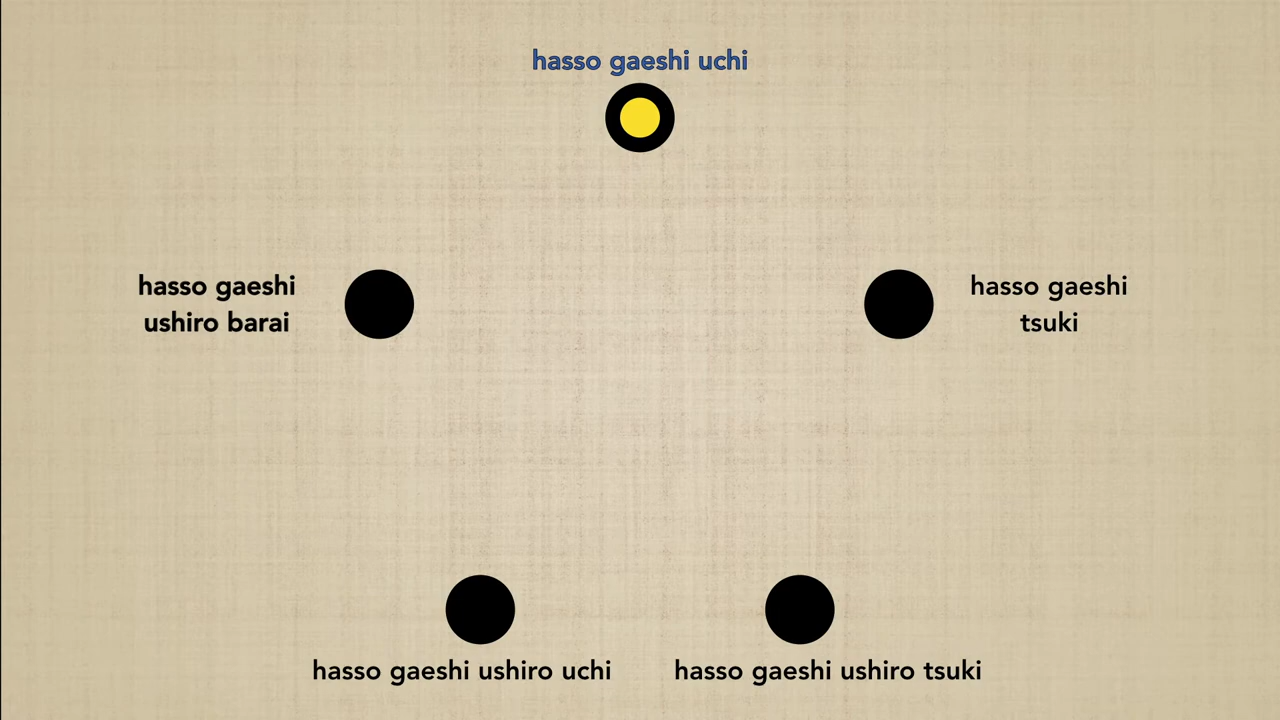 hasso gaeshi uchi
hasso gaeshi
ushiro barai
hasso gaeshi
tsuki
hasso gaeshi ushiro uchi
hasso gaeshi ushiro tsuki